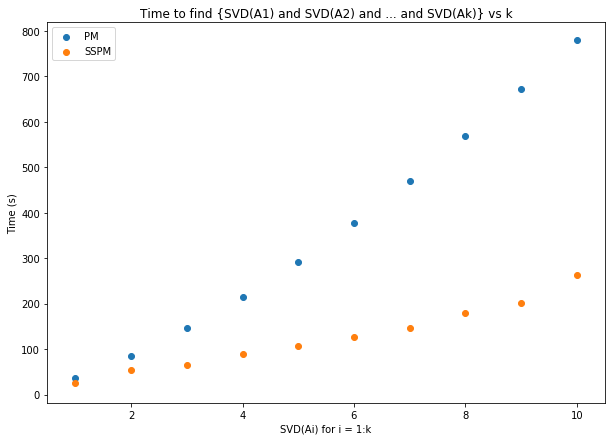 Time to find {SVD(A1) and SVD(A2) and ... and SVD(Ak)} vs k
PM
SSPM
800
700
600
500
400
300
200
100
0
Time (s)
2 4 6 8 10
SVD(Ai) for i = 1:k